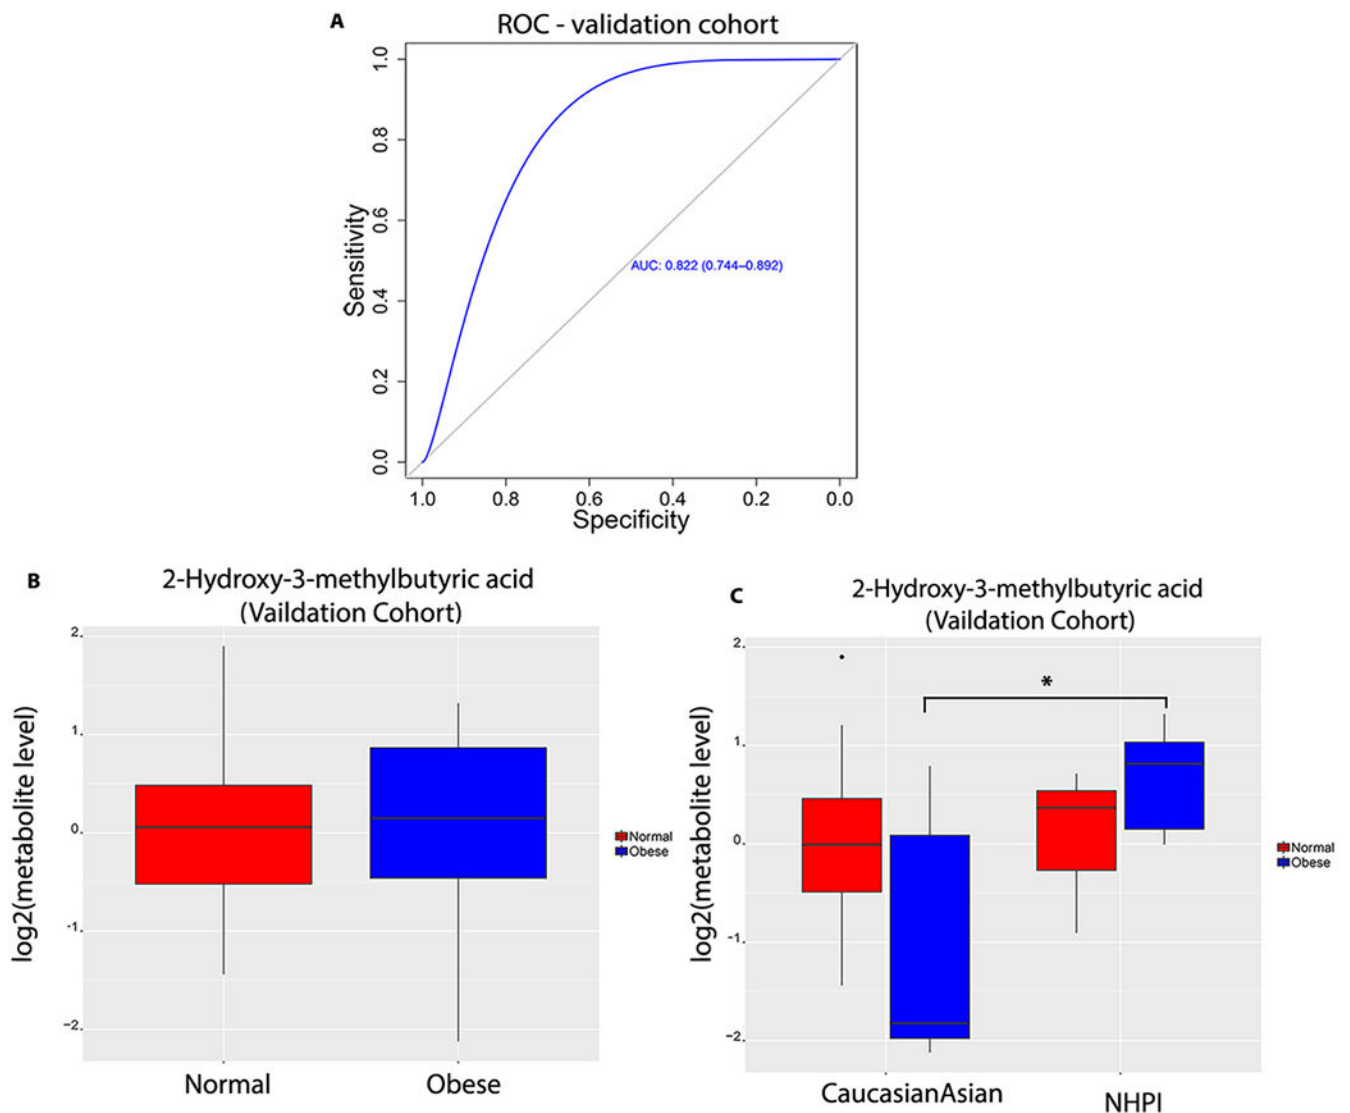 A
ROC - validation cohort
Sensitivity
1.0
0.8
0.6
0.4
0.2
0.0
AUC: 0.822 (0.744–0.892)
1.0 0.8 0.6 0.4 0.2 0.0
Specificity
B
2-Hydroxy-3-methylbutyric acid
(Vaildation Cohort)
log2(metabolite level)
2
1
0
-1
-2
Normal
Obese
Normal Obese
C
2-Hydroxy-3-methylbutyric acid
(Vaildation Cohort)
log2(metabolite level)
2
1
0
-1
-2
*
Normal
Obese
CaucasianAsian NHPI